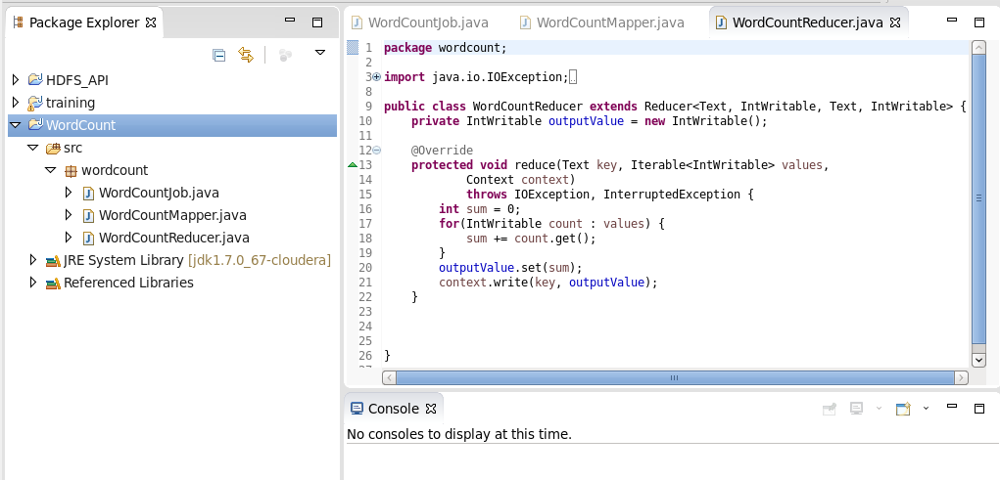 Package Explorer
HDFS_API
training
WordCount
src
wordcount
WordCountJob.java
WordCountMapper.java
WordCountReducer.java
JRE System Library [jdk1.7.0_67-cloudera]
Referenced Libraries
WordCountJob.java WordCountMapper.java WordCountReducer.java
1 package wordcount;
2
3 import java.io.IOException;
8
9 public class WordCountReducer extends Reducer<Text, IntWritable, Text, IntWritable> {
10 private IntWritable outputValue = new IntWritable();
11
12 @Override
13 protected void reduce(Text key, Iterable<IntWritable> values,
14 Context context)
15 throws IOException, InterruptedException {
16 int sum = 0;
17 for(IntWritable count : values) {
18 sum += count.get();
19 }
20 outputValue.set(sum);
21 context.write(key, outputValue);
22 }
23
24
25
26 }
Console
No consoles to display at this time.